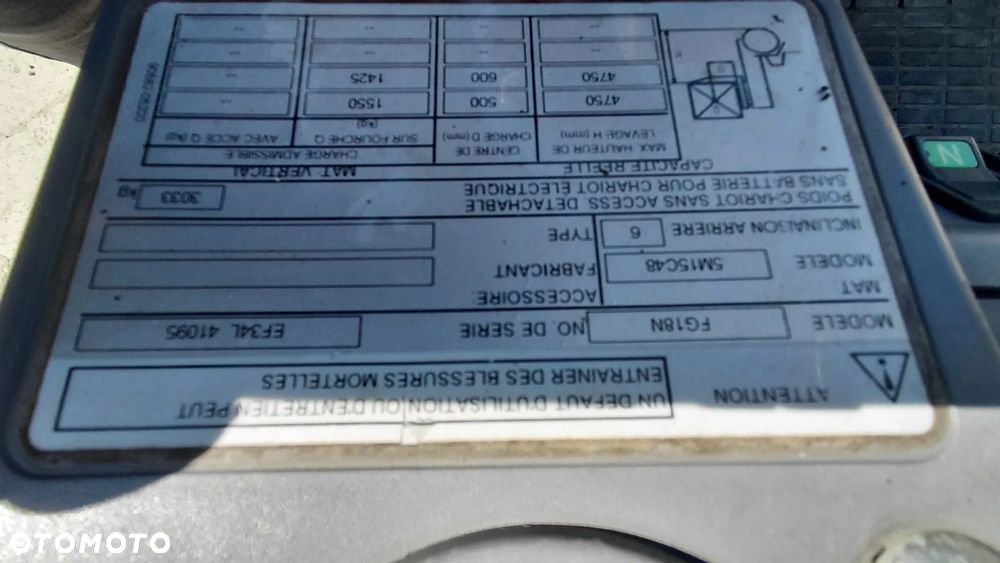 ATTENTION
UN DEFAUT D'UTILISATION OU D'ENTRETIEN PEUT
ENTRAINER DES BLESSURES MORTELLES
MODELE FG18N NO. DE SERIE EF34L 41095
MAT ACCESSOIRE
MODELE 5M15C48 FABRICANT
INCLINAISON ARRIERE 6 TYPE
POIDS CHARIOT SANS ACCESS. DETACHABLE
SANS BATTERIE POUR CHARIOT ELECTRIQUE 3033 KG
CAPACITE REELLE MAT. VERTICAL
MAX. HAUTEUR DE LEVAGE H (mm) CENTRE DE CHARGE D (mm) CHARGE ADMISSIBLE
SUR FOURCHE Q (kg) AVEC ACCE Q (kg)
4750 500 1550
4750 600 1425 --
-- -- -- --
-- -- -- --
N
OTOMOTO